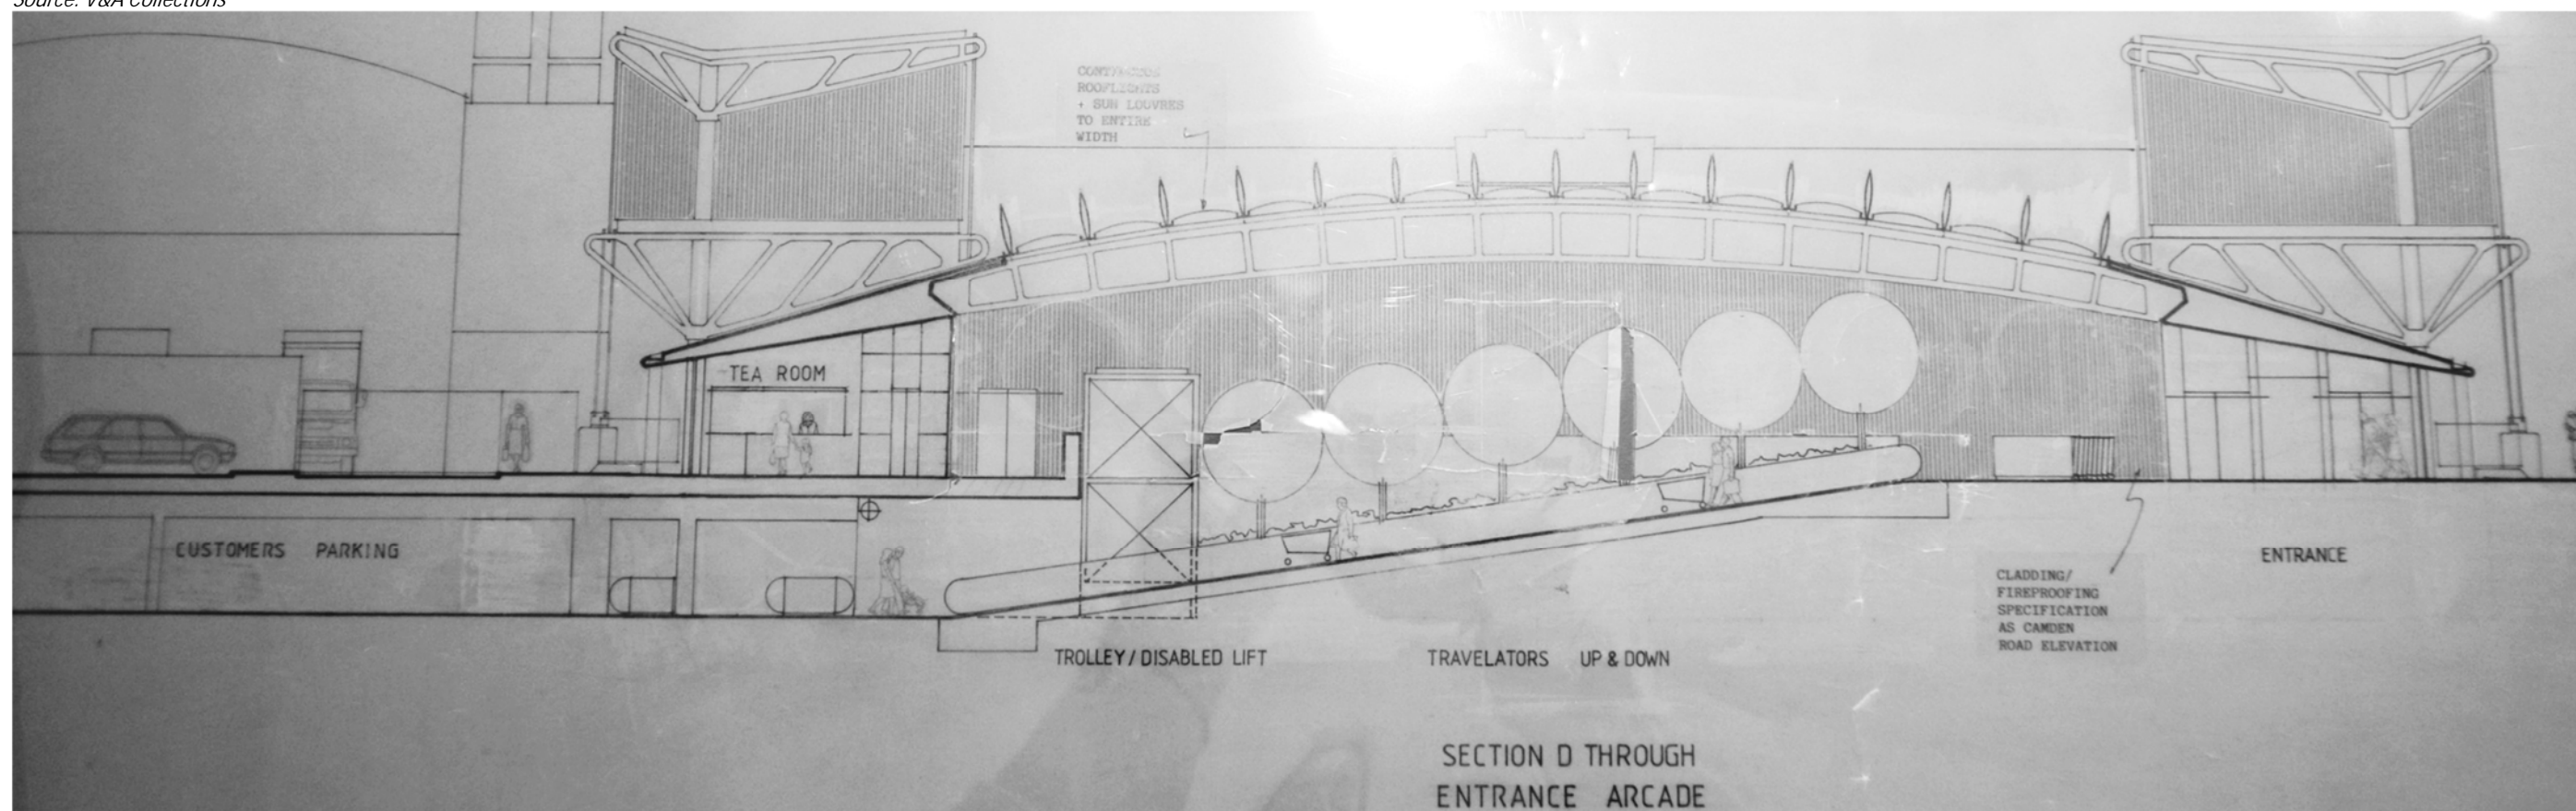 Source: V&A Collections
CONTINUOUS
ROOFLIGHTS
+ SUN LOUVRES
TO ENTIRE
WIDTH
TEA ROOM
CUSTOMERS PARKING
ENTRANCE
CLADDING/
FIREPROOFING
SPECIFICATION
AS CAMDEN
ROAD ELEVATION
TROLLEY/DISABLED LIFT
TRAVELATORS UP & DOWN
SECTION D THROUGH
ENTRANCE ARCADE